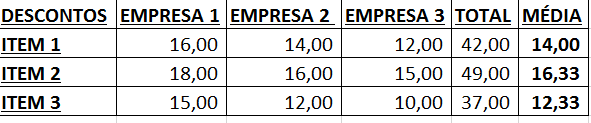 DESCONTOS EMPRESA 1 EMPRESA 2 EMPRESA 3 TOTAL MÉDIA
ITEM 1 16,00 14,00 12,00 42,00 14,00
ITEM 2 18,00 16,00 15,00 49,00 16,33
ITEM 3 15,00 12,00 10,00 37,00 12,33